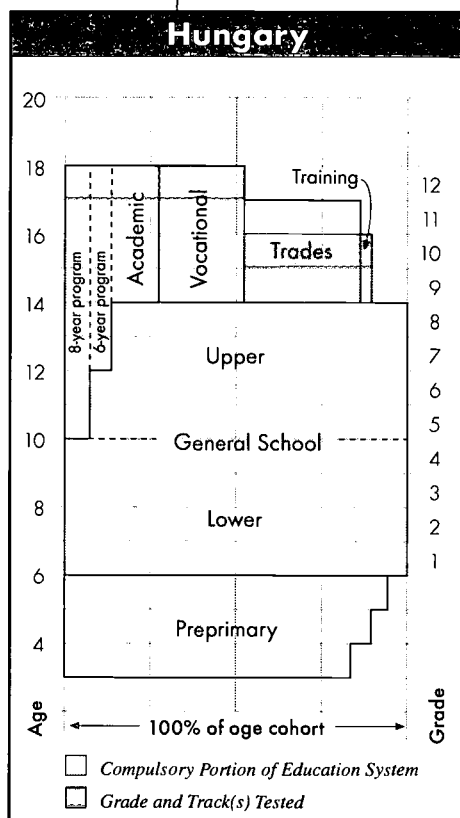 Hungary
20
18
16
14
12
10
8
6
4
Age
12
11
10
9
8
7
6
5
4
3
2
1
Grade
8-year program
6-year program
Academic
Vocational
Training
Trades
Upper
General School
Lower
Preprimary
100% of age cohort
Compulsory Portion of Education System
Grade and Track(s) Tested